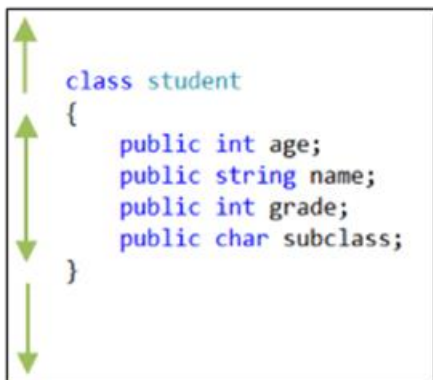 class student
{
public int age;
public string name;
public int grade;
public char subclass;
}